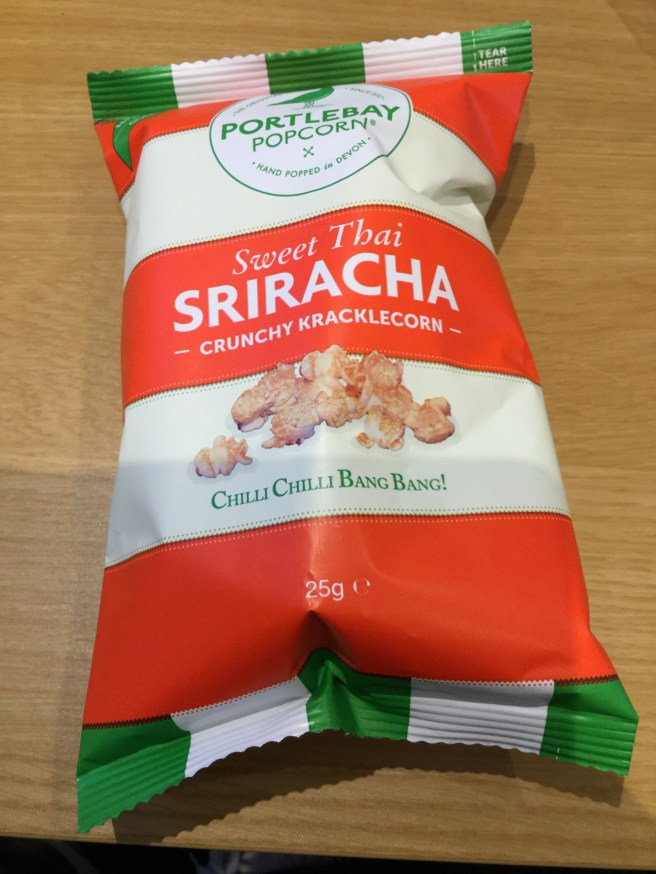 TEAR
HERE
PORTLEBAY
POPCORN®
• HAND POPPED in DEVON •
Sweet Thai
SRIRACHA
– CRUNCHY KRACKLECORN –
CHILLI CHILLI BANG BANG!
25g ℮